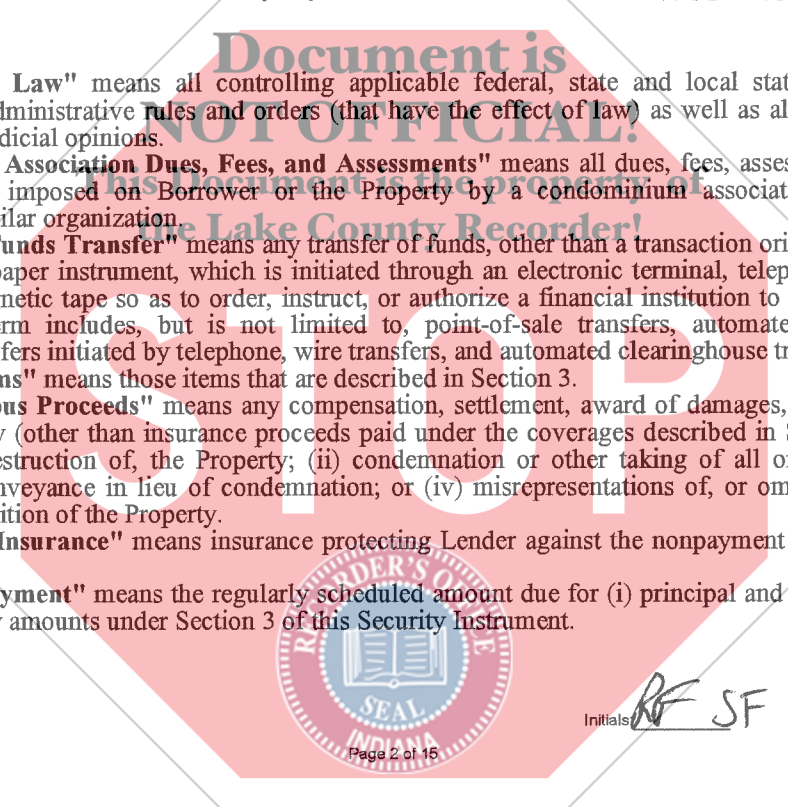 Document is
Law" means all controlling applicable federal, state and local stat
dministrative rules and orders (that have the effect of law) as well as al
NOT OFFICIAL!
dicial opinions.
Association Dues, Fees, and Assessments" means all dues, fees, asses
This Document is the property of
imposed on Borrower or the Property by a condominium associat
ilar organization.
the Lake County Recorder!
unds Transfer" means any transfer of funds, other than a transaction ori
paper instrument, which is initiated through an electronic terminal, telep
netic tape so as to order, instruct, or authorize a financial institution to
erm includes, but is not limited to, point-of-sale transfers, automate
fers initiated by telephone, wire transfers, and automated clearinghouse tr
ms" means those items that are described in Section 3.
STOP
ous Proceeds" means any compensation, settlement, award of damages,
y (other than insurance proceeds paid under the coverages described in S
estruction of, the Property; (ii) condemnation or other taking of all o
nveyance in lieu of condemnation; or (iv) misrepresentations of, or om
ition of the Property.
Insurance" means insurance protecting Lender against the nonpayment
yment" means the regularly scheduled amount due for (i) principal and
y amounts under Section 3 of this Security Instrument.
RECORDER'S OFFICE
SEAL
INDIANA
Initials: RF SF
Page 2 of 15